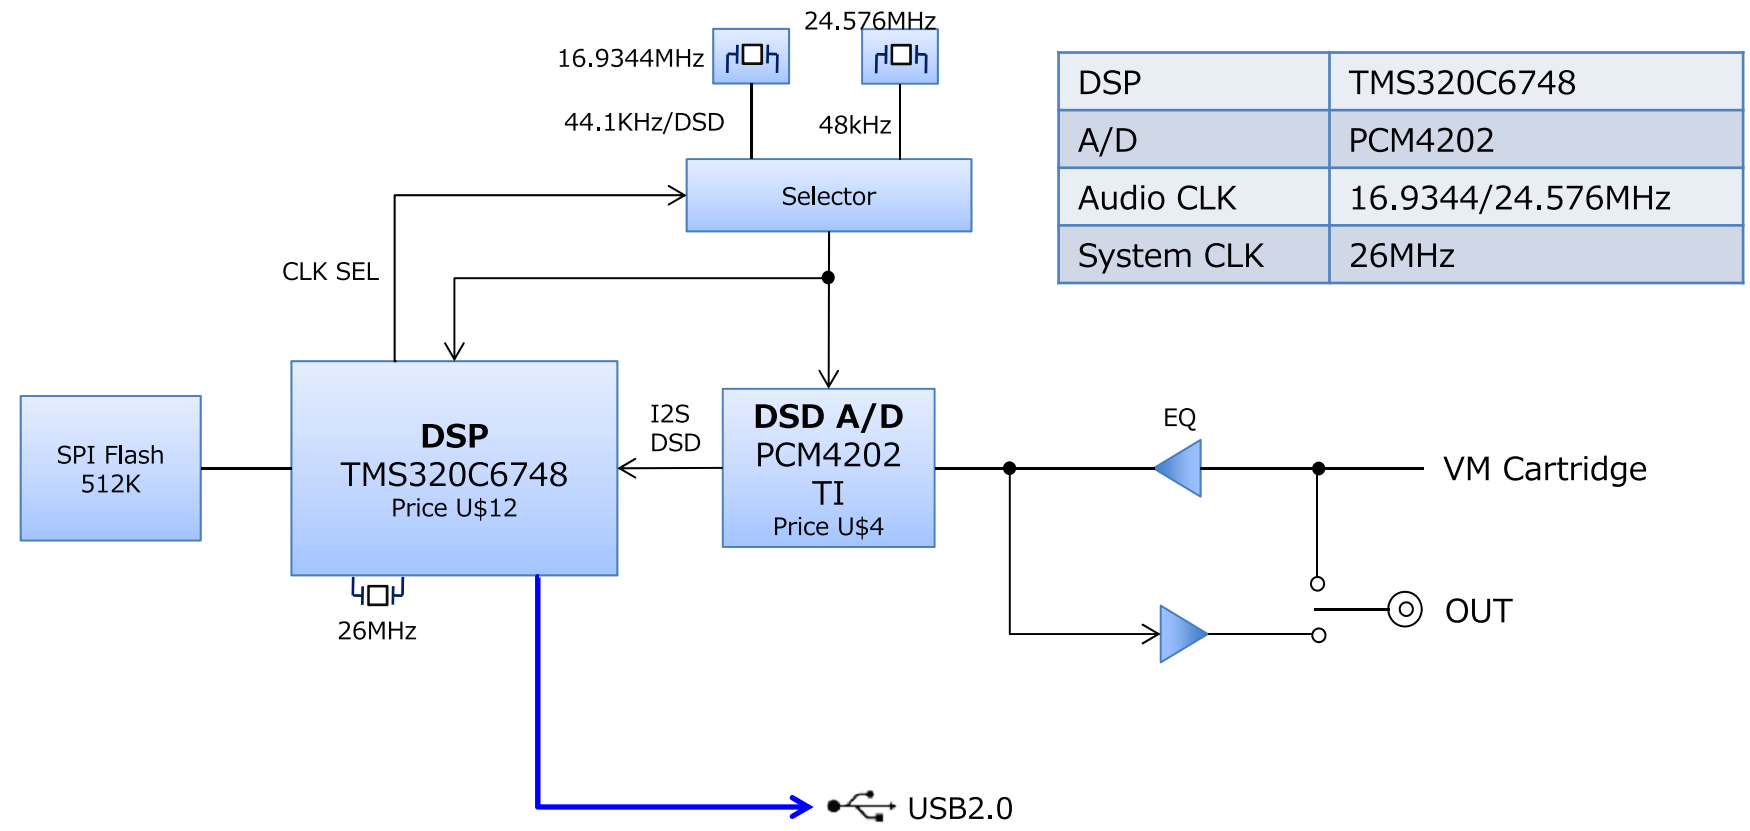 24.576MHz
16.9344MHz
44.1KHz/DSD
48kHz
Selector
CLK SEL
DSP TMS320C6748
A/D PCM4202
Audio CLK 16.9344/24.576MHz
System CLK 26MHz
SPI Flash
512K
DSP
TMS320C6748
Price U$12
26MHz
I2S
DSD
DSD A/D
PCM4202
TI
Price U$4
EQ
VM Cartridge
OUT
USB2.0